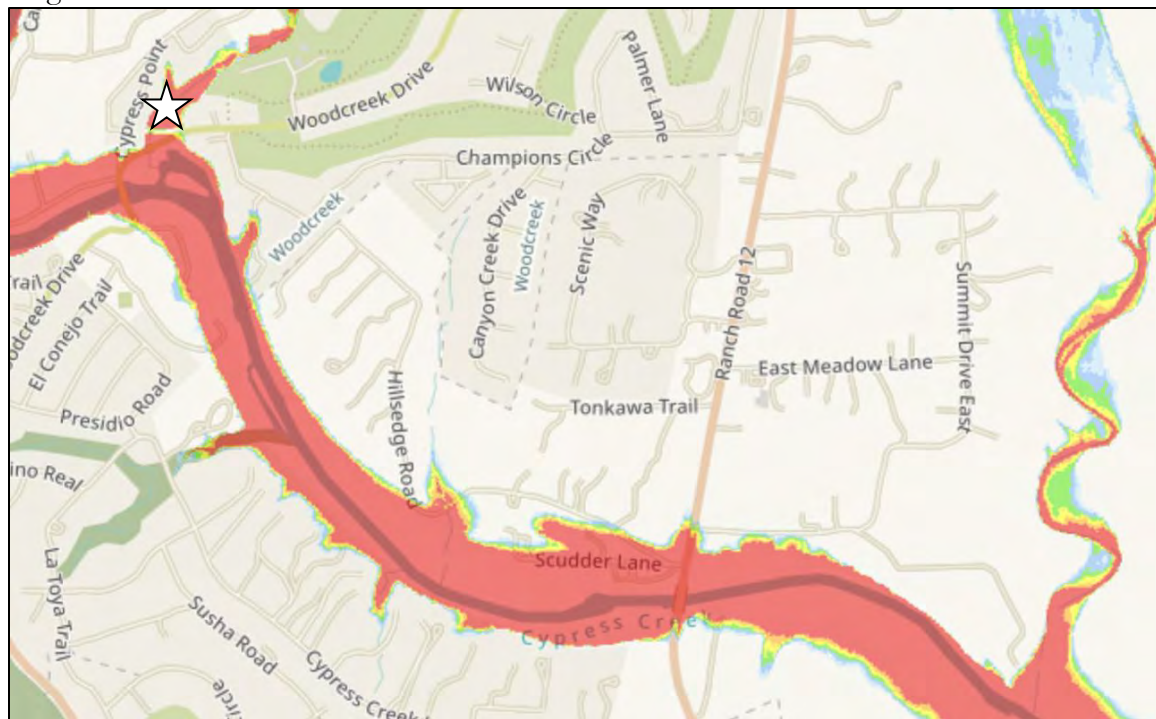 Cypress Point
Woodcreek Drive
Wilson Circle
Palmer Lane
Champions Circle
Woodcreek
Canyon Creek Drive
Woodcreek
Scenic Way
Ranch Road 12
Summit Drive East
East Meadow Lane
Tonkawa Trail
El Conejo Trail
Presidio Road
Hillsedge Road
La Toya Trail
Scudder Lane
Cypress Creek
Susha Road
Cypress Creek